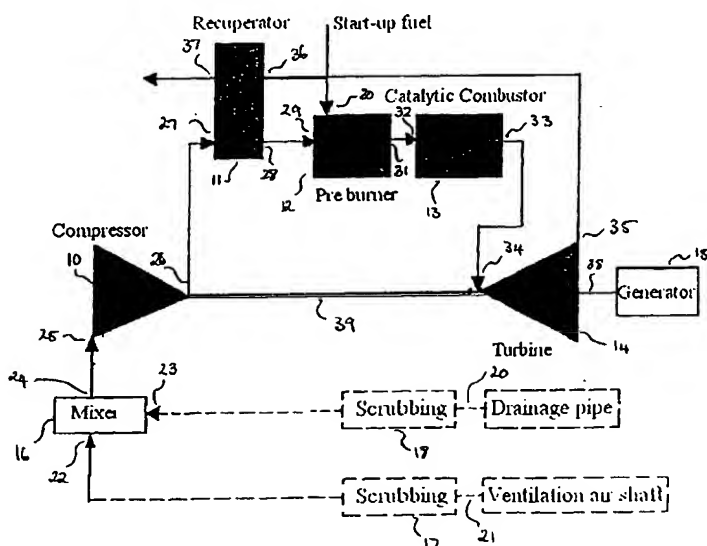 Recuperator
Start-up fuel
37
36
20
Catalytic Combustor
27
29
32
33
11
28
12
31
13
Pre burner
Compressor
10
26
34
35
18
38
Generator
39
14
25
Turbine
24
23
20
Mixer
Scrubbing
Drainage pipe
16
18
22
Scrubbing
Ventilation air shaft
17
21